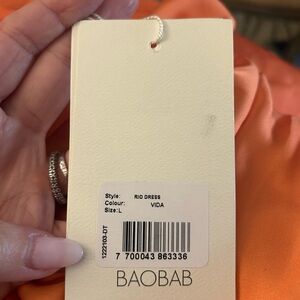 Style: RIO DRESS
Colour: VIDA
Size: L
1222103-DT
7 700043 863336
BAOBAB